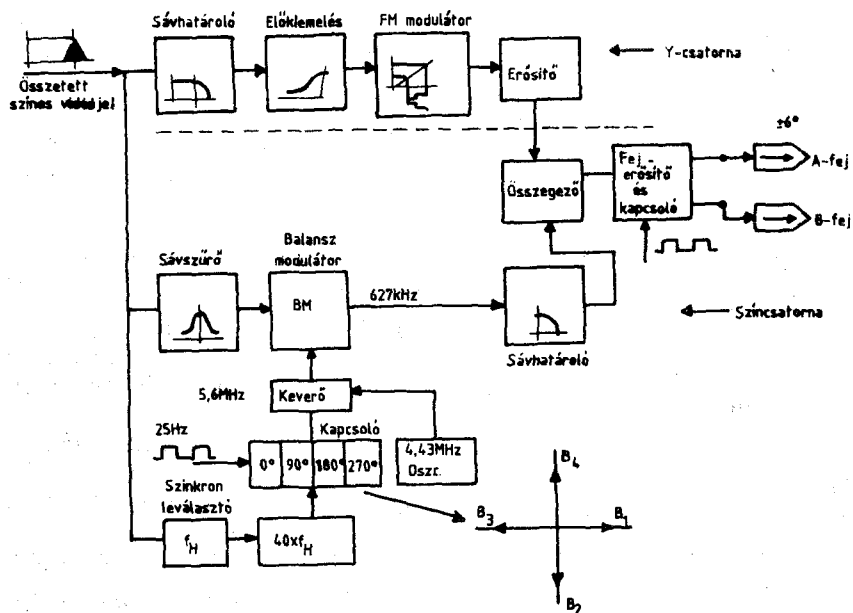 Sávhatároló
Előklemelés
FM modulátor
Erősítő
Y-csatorna
Összetett
színes
±6°
A-fej
B-fej
Összegező
Fej-
erősítő
és
kapcsoló
Balansz
modulátor
Sávszűrő
BM
627kHz
Színcsatorna
Sávhatároló
5,6MHz
Keverő
Kapcsoló
25Hz
0° 90° 180° 270°
4,43MHz
Oszc.
Szinkron
leválasztó
fH
40xfH
B4
B3
B1
B2